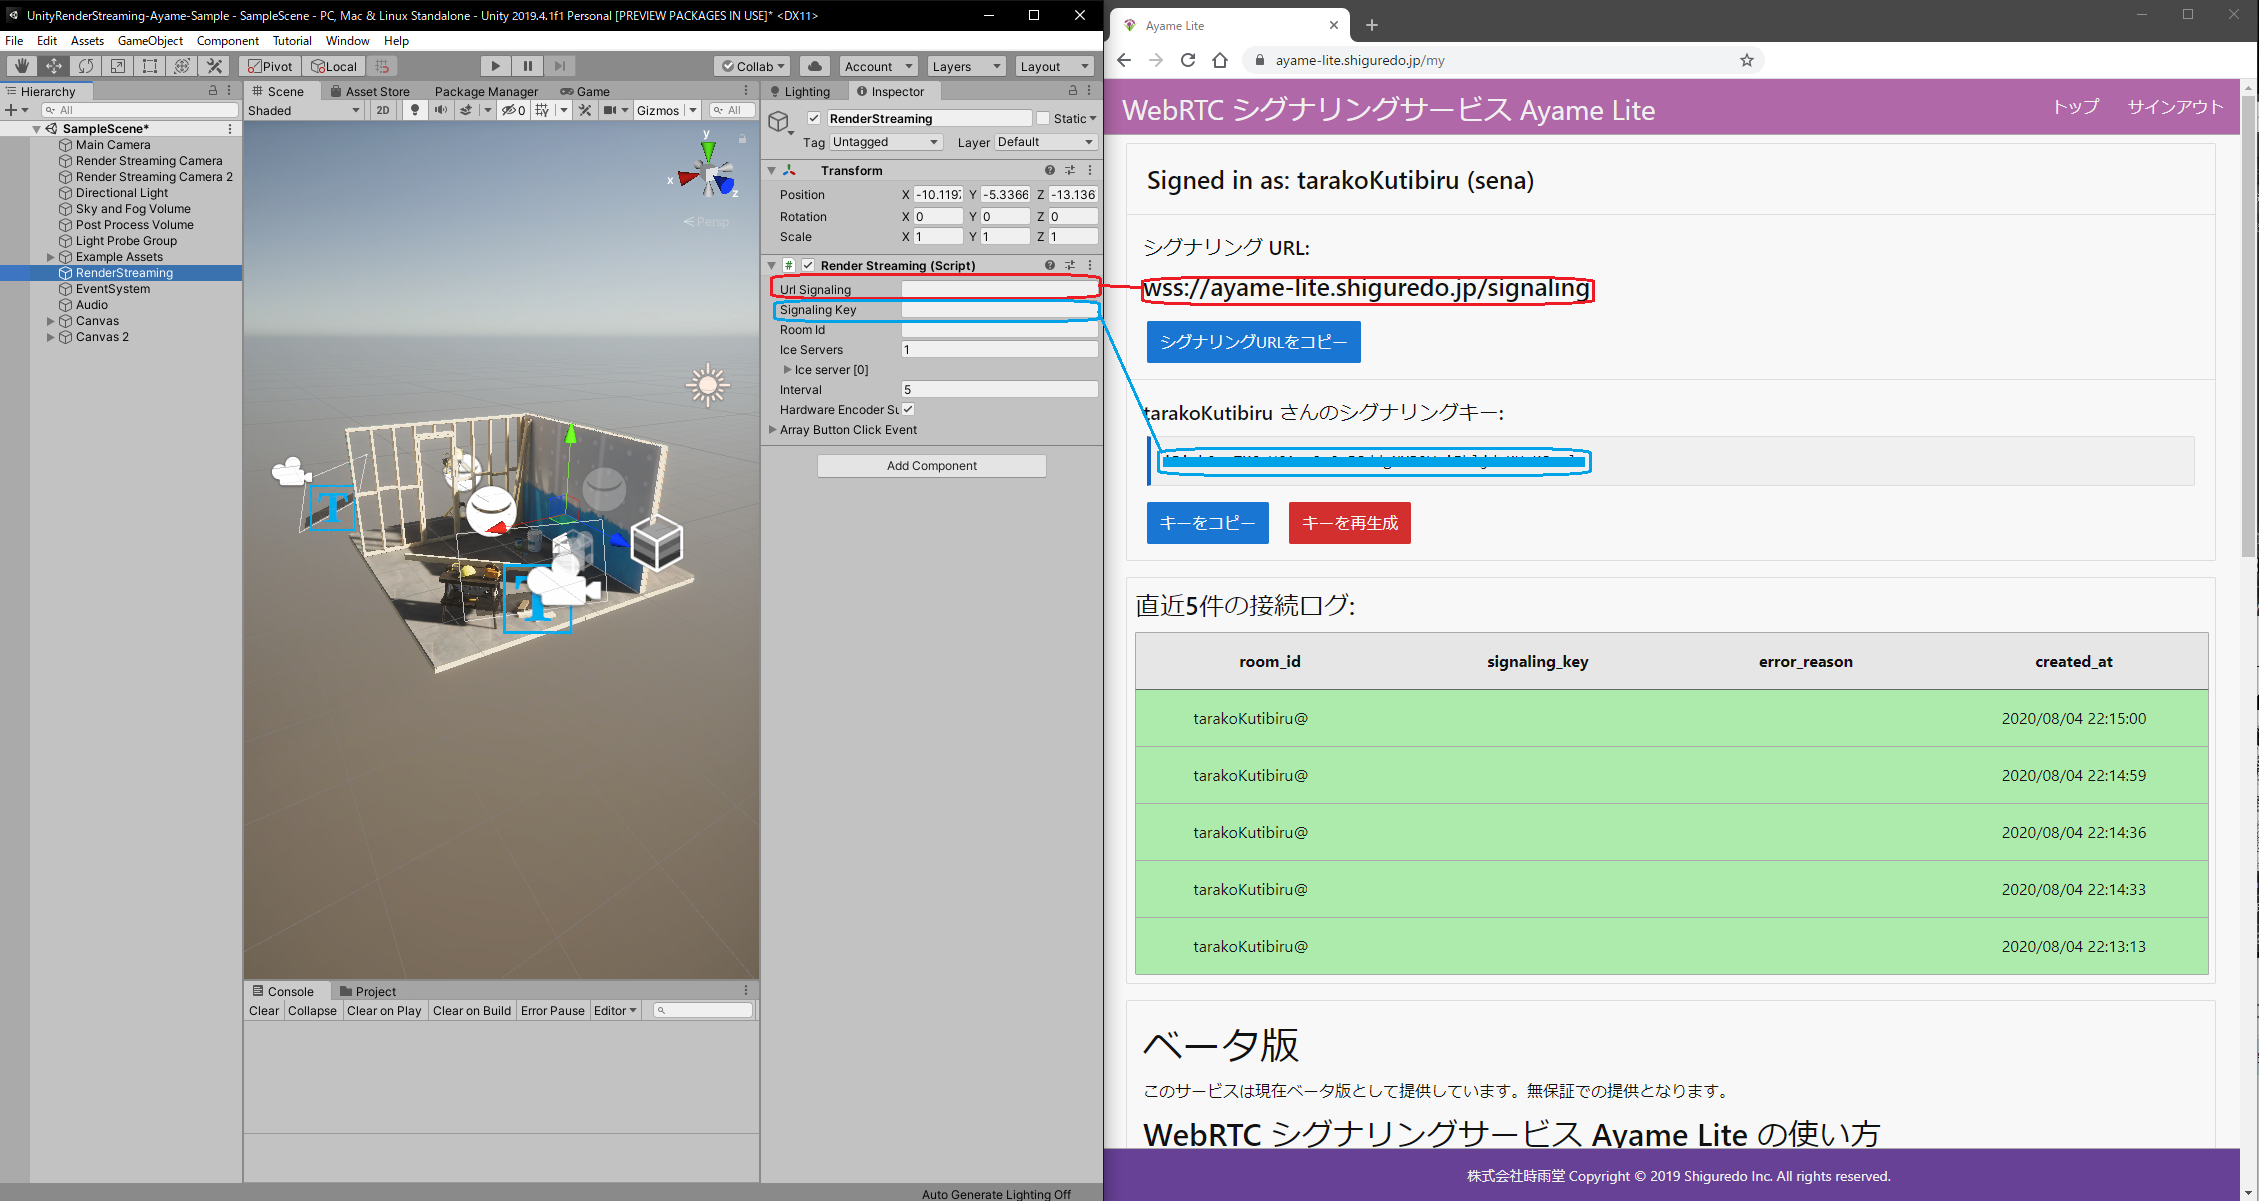 UnityRenderStreaming-Ayame-Sample - SampleScene - PC, Mac & Linux Standalone - Unity 2019.4.1f1 Personal [PREVIEW PACKAGES IN USE]* <DX11>
File Edit Assets GameObject Component Tutorial Window Help
Pivot Local Collab Account Layers Layout
Hierarchy
All
SampleScene*
Main Camera
Render Streaming Camera
Render Streaming Camera 2
Directional Light
Sky and Fog Volume
Post Process Volume
Light Probe Group
Example Assets
RenderStreaming
EventSystem
Audio
Canvas
Canvas 2
Scene Asset Store Package Manager Game
Shaded 2D 0 Gizmos All
y
x
z
Persp
T
T
Console Project
Clear Collapse Clear on Play Clear on Build Error Pause Editor
Lighting Inspector
RenderStreaming Static
Tag Untagged Layer Default
Transform
Position X -10.119 Y -5.3366 Z -13.136
Rotation X 0 Y 0 Z 0
Scale X 1 Y 1 Z 1
# Render Streaming (Script)
Url Signaling
Signaling Key
Room Id
Ice Servers 1
Ice server [0]
Interval 5
Hardware Encoder Su
Array Button Click Event
Add Component
Auto Generate Lighting Off
Ayame Lite
ayame-lite.shiguredo.jp/my
WebRTC シグナリングサービス Ayame Lite トップ サインアウト
Signed in as: tarakoKutibiru (sena)
シグナリング URL:
wss://ayame-lite.shiguredo.jp/signaling
シグナリングURLをコピー
tarakoKutibiru さんのシグナリングキー:
キーをコピー キーを再生成
直近5件の接続ログ:
room_id signaling_key error_reason created_at
tarakoKutibiru@ 2020/08/04 22:15:00
tarakoKutibiru@ 2020/08/04 22:14:59
tarakoKutibiru@ 2020/08/04 22:14:36
tarakoKutibiru@ 2020/08/04 22:14:33
tarakoKutibiru@ 2020/08/04 22:13:13
ベータ版
このサービスは現在ベータ版として提供しています。無保証での提供となります。
WebRTC シグナリングサービス Ayame Lite の使い方
株式会社時雨堂 Copyright © 2019 Shiguredo Inc. All rights reserved.